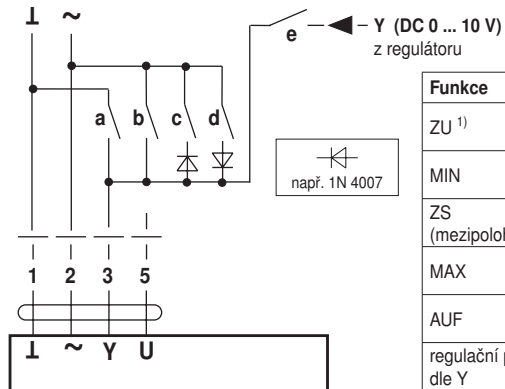 ⊥ ~
e
Y (DC 0 ... 10 V)
z regulátoru
a b c d
např. 1N 4007
Funkce
ZU 1)
MIN
ZS
MAX
AUF
regulační
dle Y
1 2 3 5
⊥ ~ Y U